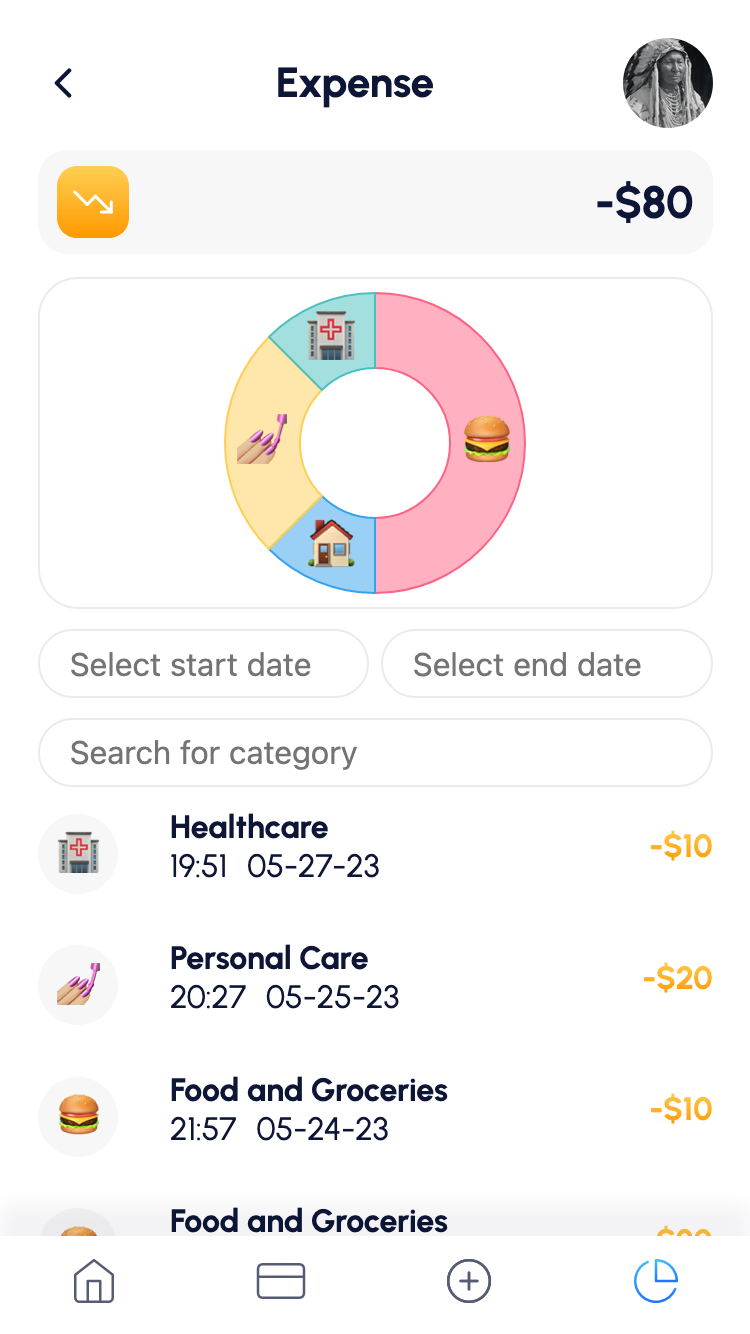 Expense
-$80
Select start date Select end date
Search for category
Healthcare
19:51 05-27-23
-$10
Personal Care
20:27 05-25-23
-$20
Food and Groceries
21:57 05-24-23
-$10
Food and Groceries